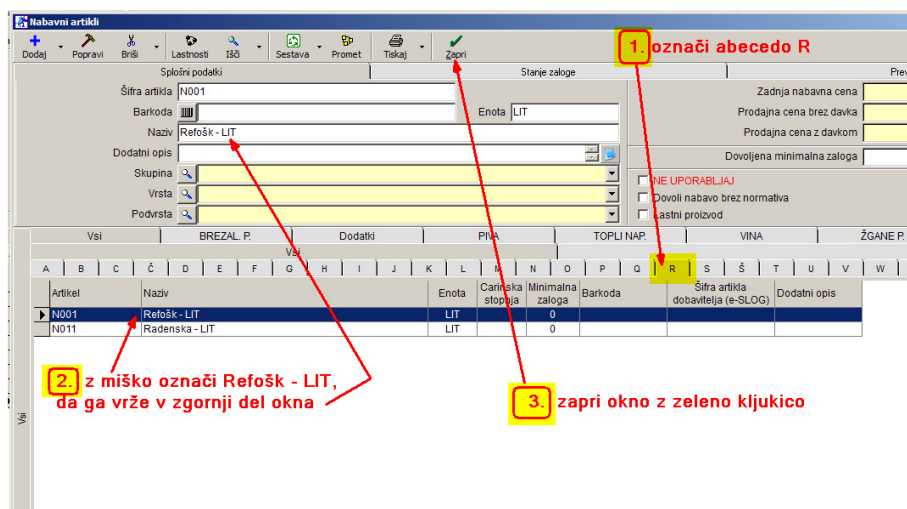 Nabavni artikli
Dodaj Popravi Briši Lastnosti Išči Sestava Promet Tiskaj Zapri
1. označi abecedo R
Splošni podatki Stanje zaloge Prev
Šifra artikla N001
Zadnja nabavna cena
Barkoda Enota LIT
Prodajna cena brez davka
Naziv Refošk - LIT
Prodajna cena z davkom
Dodatni opis
Dovoljena minimalna zaloga
Skupina
NE UPORABLJAJ
Vrsta
Dovoli nabavo brez normativa
Podvrsta
Lastni proizvod
Vsi BREZAL. P. Dodatki PIVA TOPLI NAP. VINA ŽGANE P.
Vsi
A B C Č D E F G H I J K L M N O P Q R S Š T U V W
Artikel Naziv Enota Carinska stopnja Minimalna zaloga Barkoda Šifra artikla dobavitelja (e-SLOG) Dodatni opis
N001 Refošk - LIT LIT 0
N011 Radenska - LIT LIT 0
2. z miško označi Refošk - LIT,
da ga vrže v zgornji del okna
3. zapri okno z zeleno kljukico
Vsi